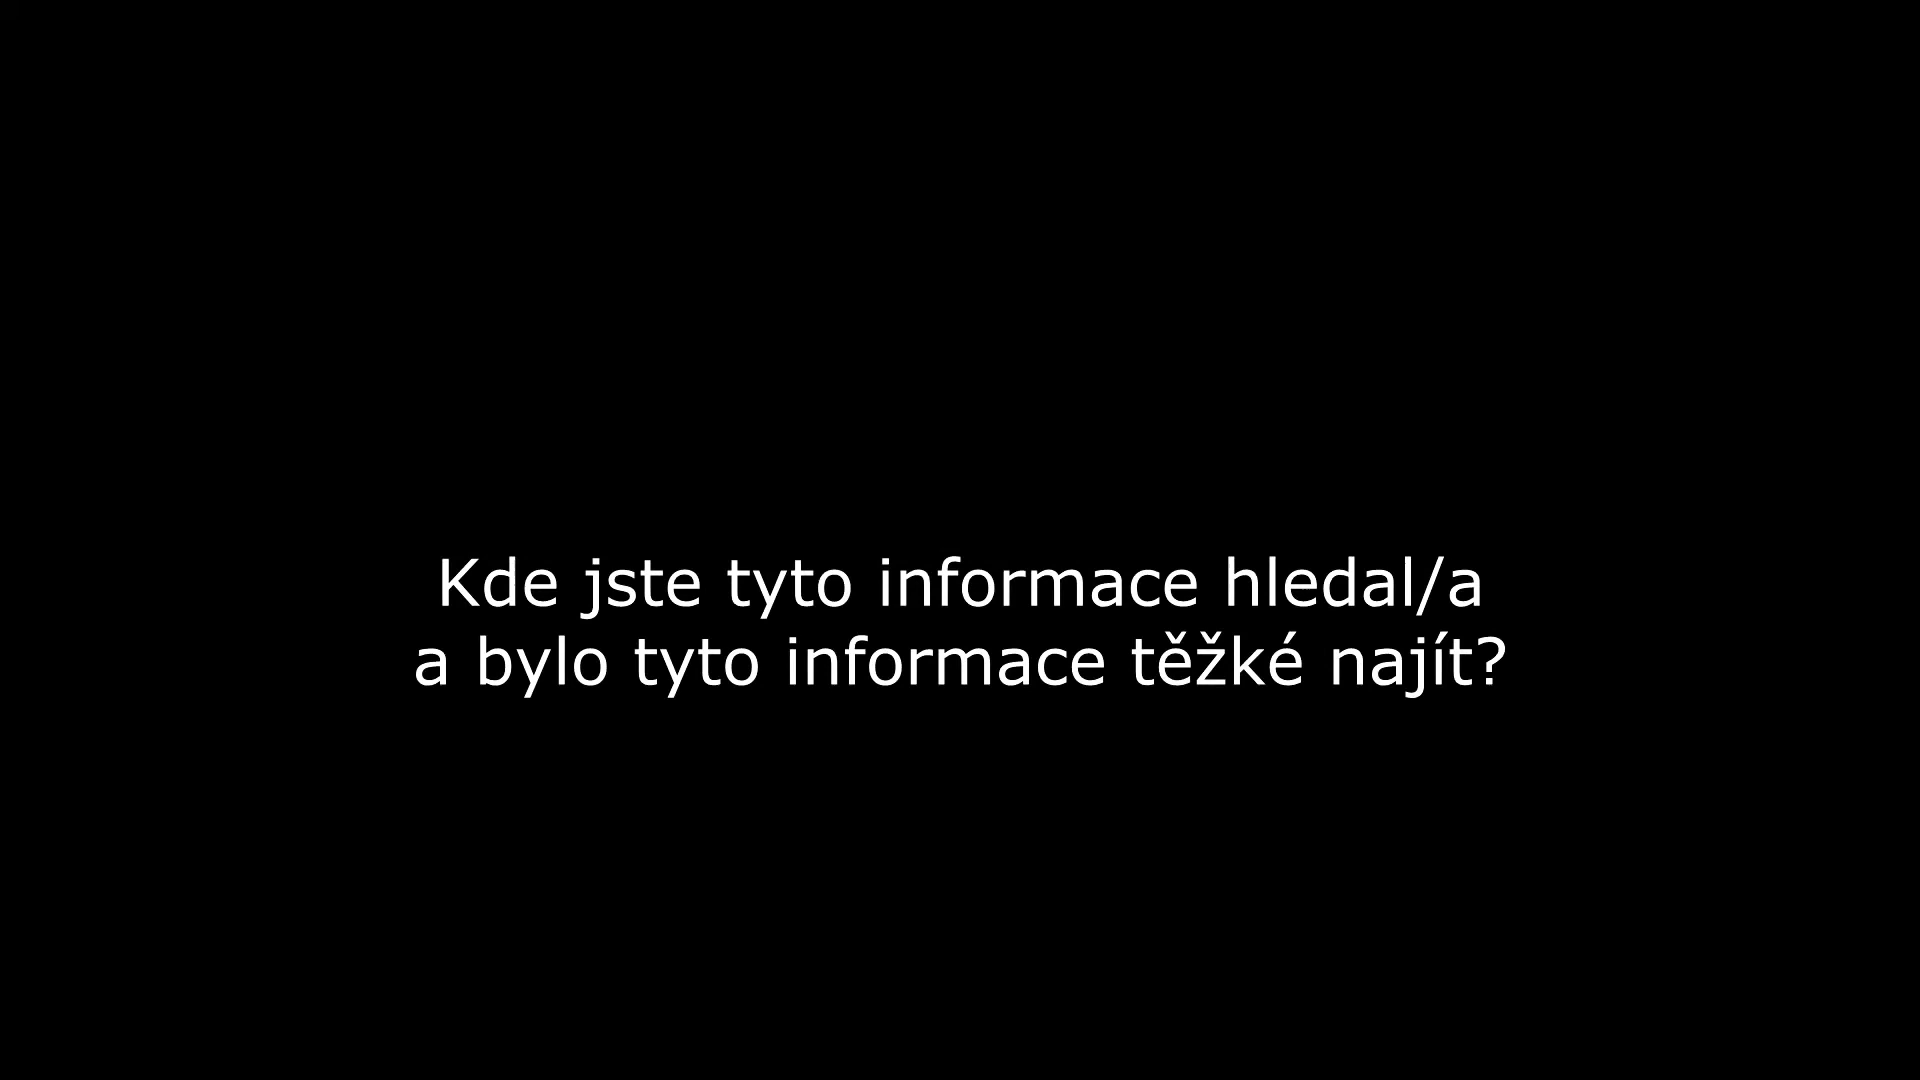 Kde jste tyto informace hledal/a
a bylo tyto informace těžké najít?